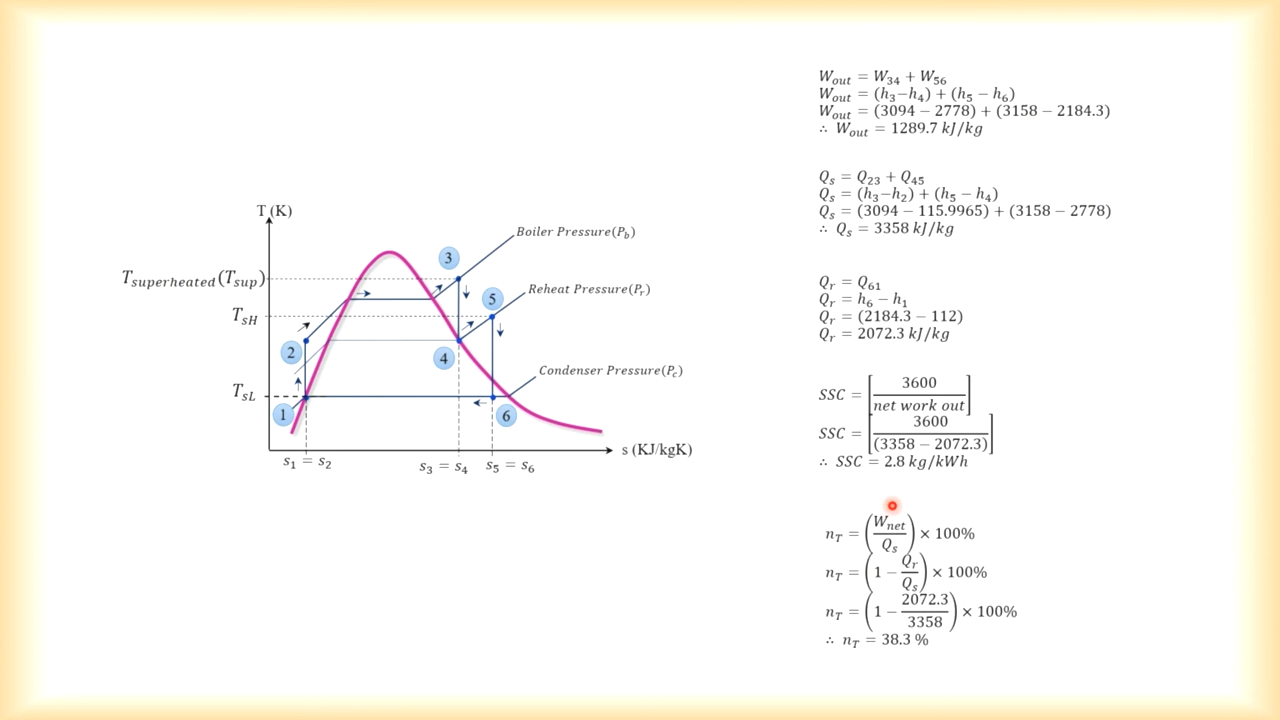 T (K)
Boiler Pressure(P_b)
3
T_superheated(T_sup)
Reheat Pressure(P_r)
5
T_sH
2
4
Condenser Pressure(P_c)
T_sL
1
6
s (KJ/kgK)
s_1 = s_2
s_3 = s_4
s_5 = s_6
W_out = W_34 + W_56
W_out = (h_3−h_4) + (h_5 − h_6)
W_out = (3094 − 2778) + (3158 − 2184.3)
∴ W_out = 1289.7 kJ/kg
Q_s = Q_23 + Q_45
Q_s = (h_3−h_2) + (h_5 − h_4)
Q_s = (3094 − 115.9965) + (3158 − 2778)
∴ Q_s = 3358 kJ/kg
Q_r = Q_61
Q_r = h_6 − h_1
Q_r = (2184.3 − 112)
Q_r = 2072.3 kJ/kg
SSC = [3600 / net work out]
SSC = [3600 / (3358 − 2072.3)]
∴ SSC = 2.8 kg/kWh
n_T = (W_net / Q_s) × 100%
n_T = (1 − Q_r / Q_s) × 100%
n_T = (1 − 2072.3 / 3358) × 100%
∴ n_T = 38.3 %